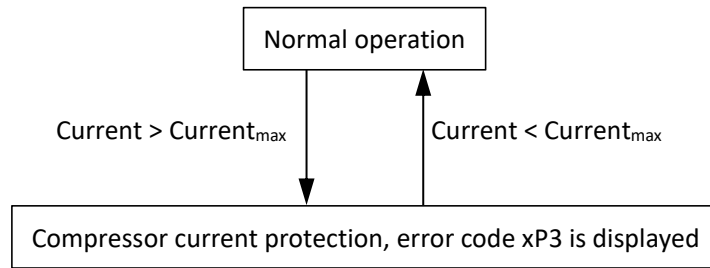 Normal operation
Current > Currentmax
Current < Currentmax
Compressor current protection, error code xP3 is displayed